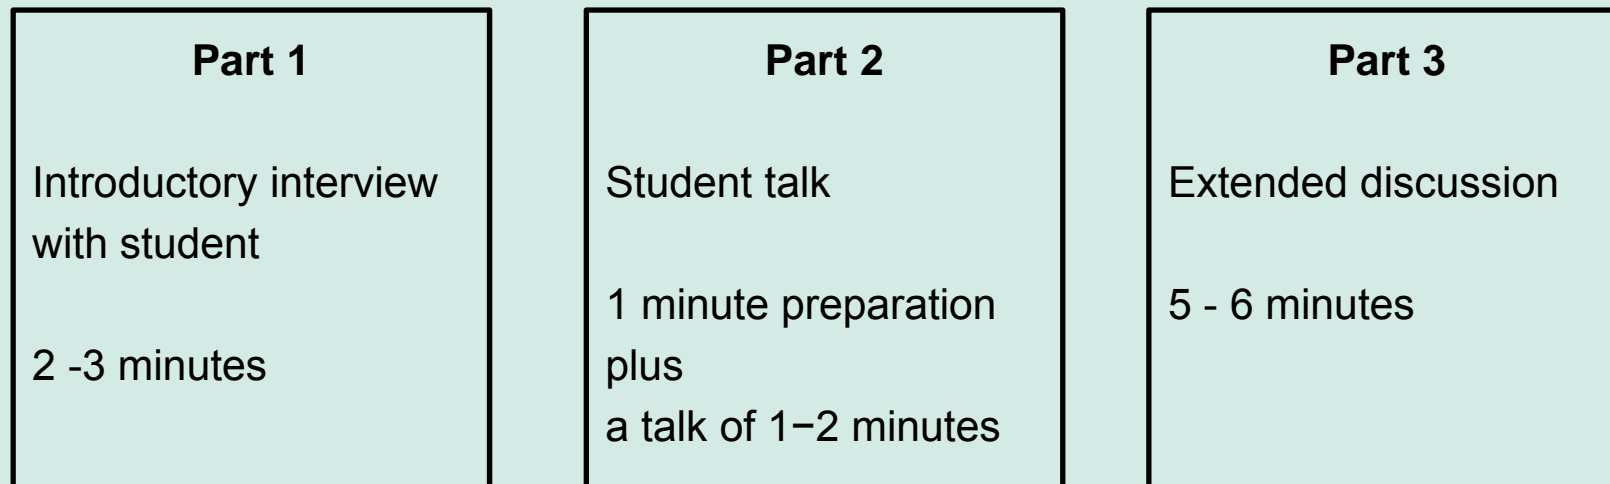 Part 1
Introductory interview
with student
2 -3 minutes
Part 2
Student talk
1 minute preparation
plus
a talk of 1−2 minutes
Part 3
Extended discussion
5 - 6 minutes